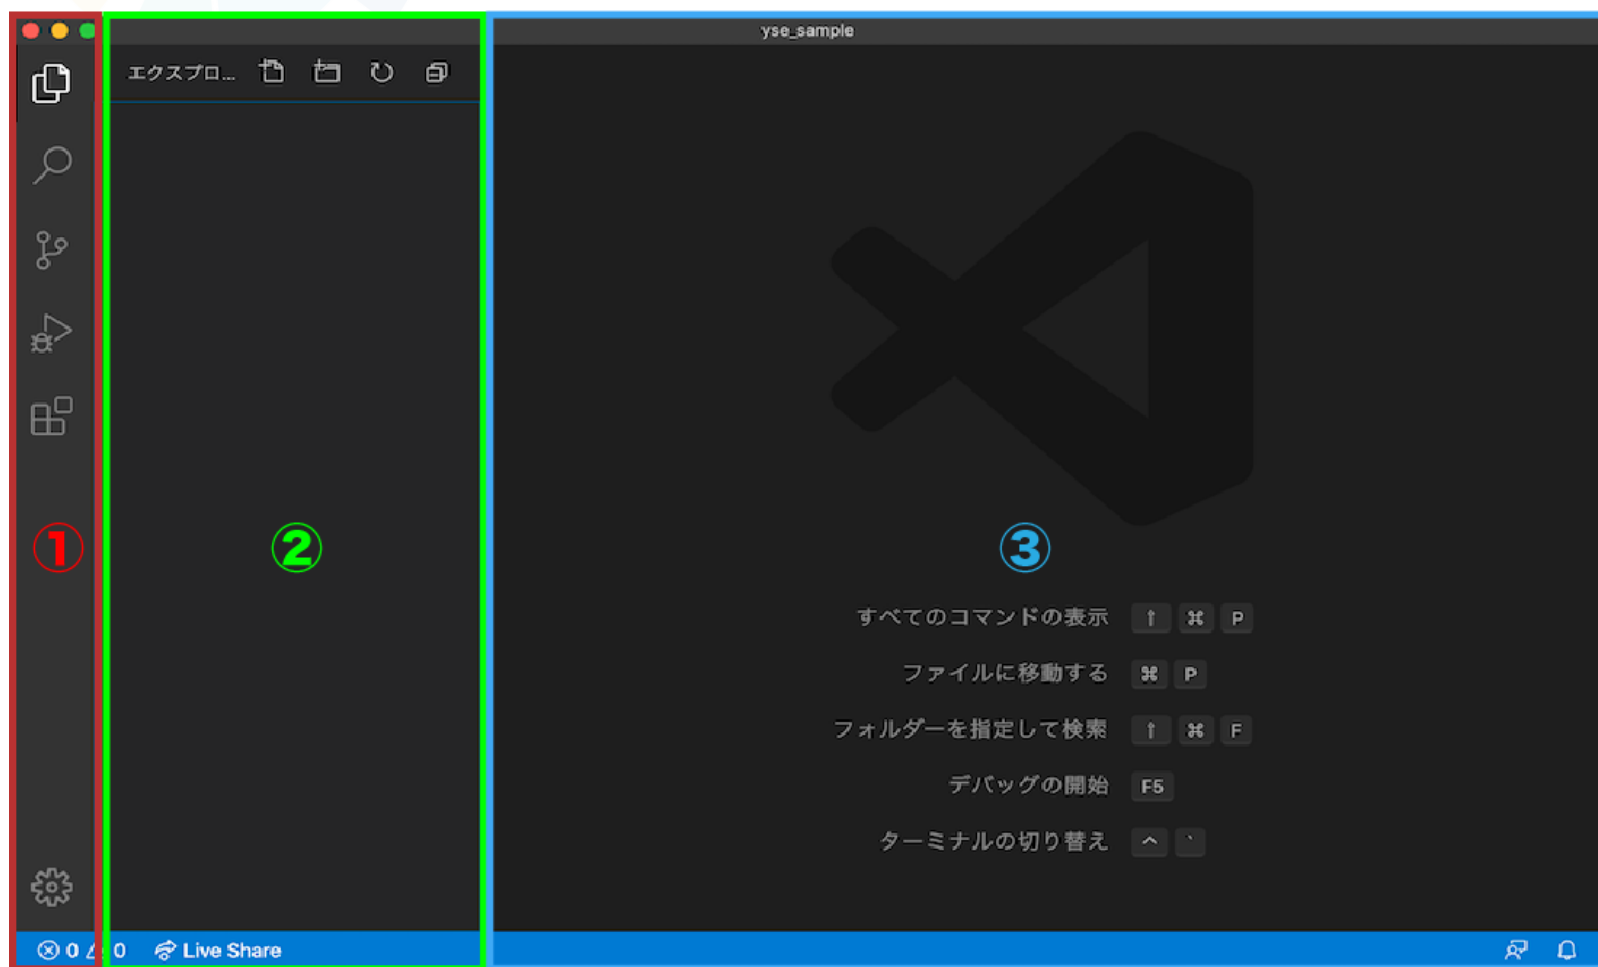 yse_sample
エクスプロ...
①
②
③
すべてのコマンドの表示 ⇧ ⌘ P
ファイルに移動する ⌘ P
フォルダーを指定して検索 ⇧ ⌘ F
デバッグの開始 F5
ターミナルの切り替え ^ `
0 0 Live Share